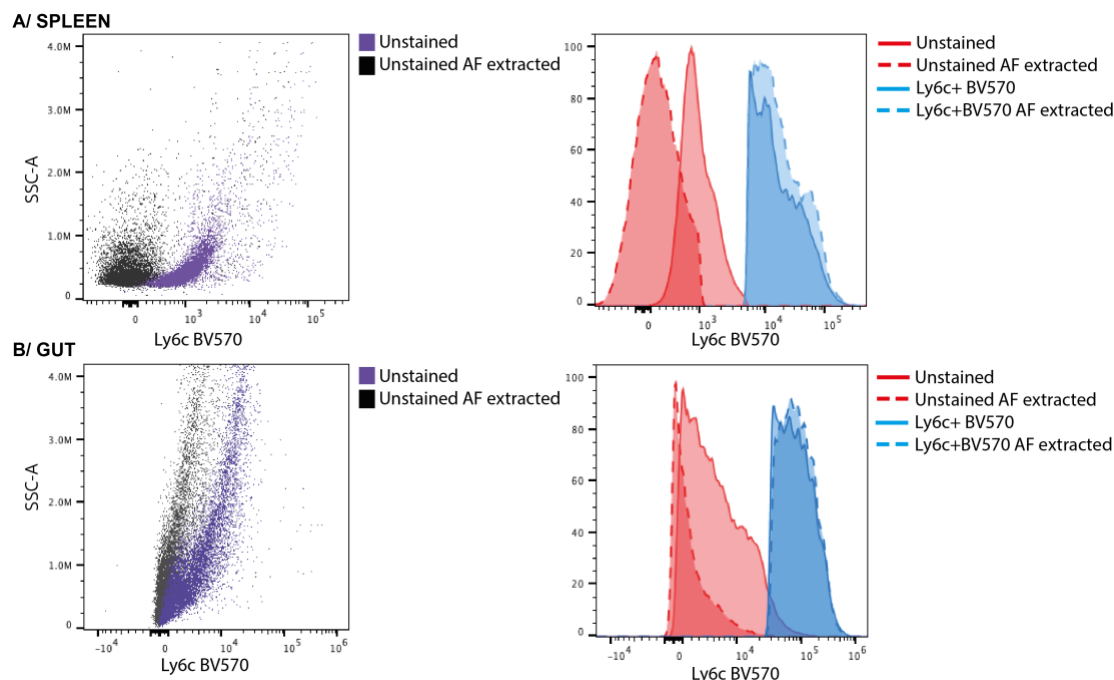 A/ SPLEEN
4.0M
3.0M
2.0M
1.0M
0
SSC-A
0 10³ 10⁴ 10⁵
Ly6c BV570
Unstained
Unstained AF extracted
100
80
60
40
20
0
0 10³ 10⁴ 10⁵
Ly6c BV570
Unstained
Unstained AF extracted
Ly6c+ BV570
Ly6c+BV570 AF extracted
B/ GUT
4.0M
3.0M
2.0M
1.0M
0
SSC-A
-10⁴ 0 10⁴ 10⁵ 10⁶
Ly6c BV570
Unstained
Unstained AF extracted
100
80
60
40
20
0
-10⁴ 0 10⁴ 10⁵ 10⁶
Ly6c BV570
Unstained
Unstained AF extracted
Ly6c+ BV570
Ly6c+BV570 AF extracted